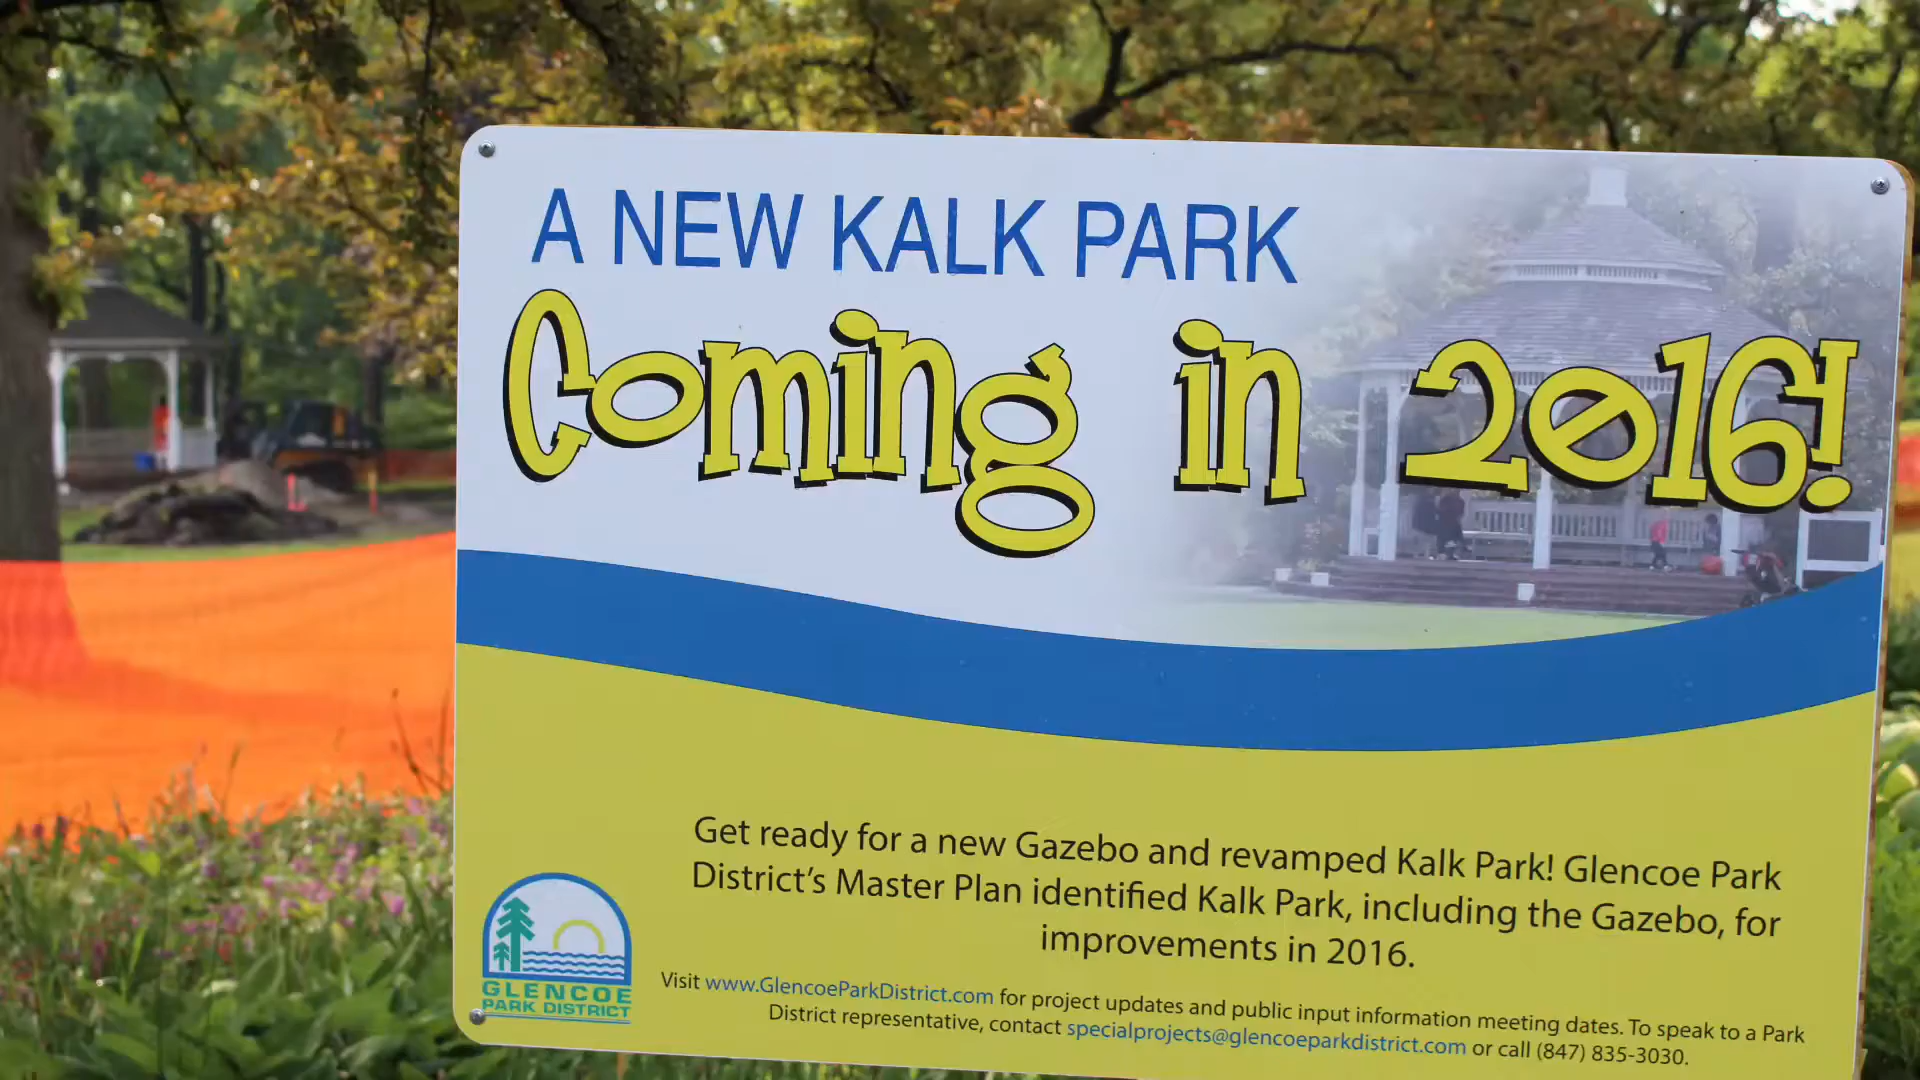 A NEW KALK PARK
Coming in 2016!
Get ready for a new Gazebo and revamped Kalk Park! Glencoe Park
District’s Master Plan identified Kalk Park, including the Gazebo, for
improvements in 2016.
Visit www.GlencoeParkDistrict.com for project updates and public input information meeting dates. To speak to a Park
District representative, contact specialprojects@glencoeparkdistrict.com or call (847) 835-3030.
GLENCOE
PARK DISTRICT